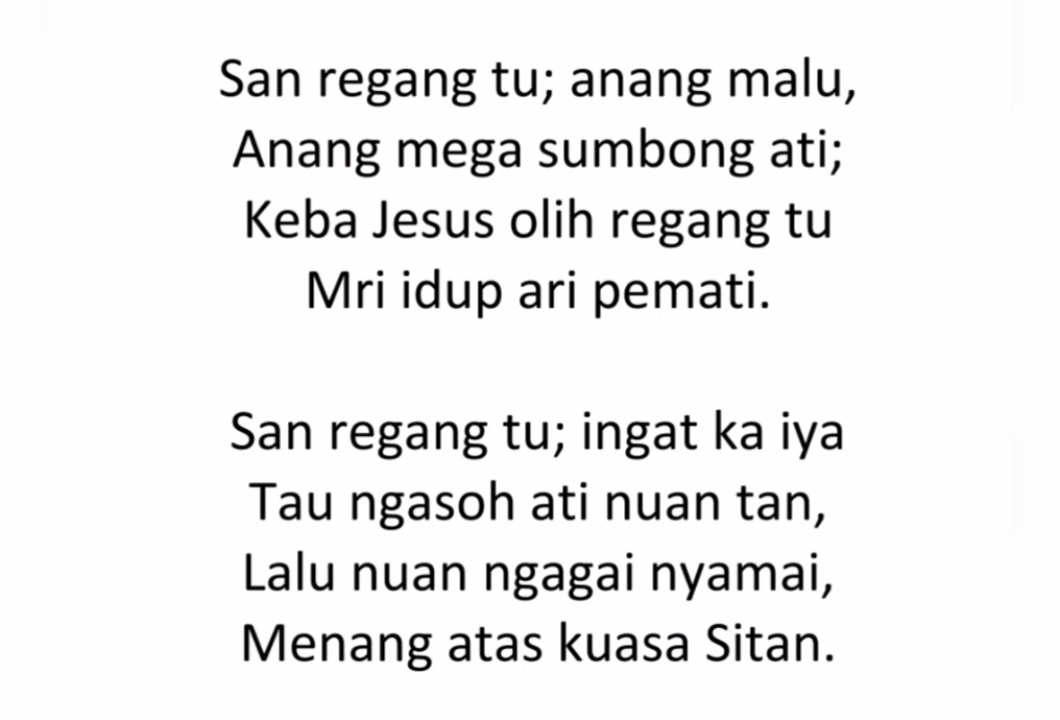 San regang tu; anang malu,
Anang mega sumbong ati;
Keba Jesus olih regang tu
Mri idup ari pemati.
San regang tu; ingat ka iya
Tau ngasoh ati nuan tan,
Lalu nuan ngagai nyamai,
Menang atas kuasa Sitan.